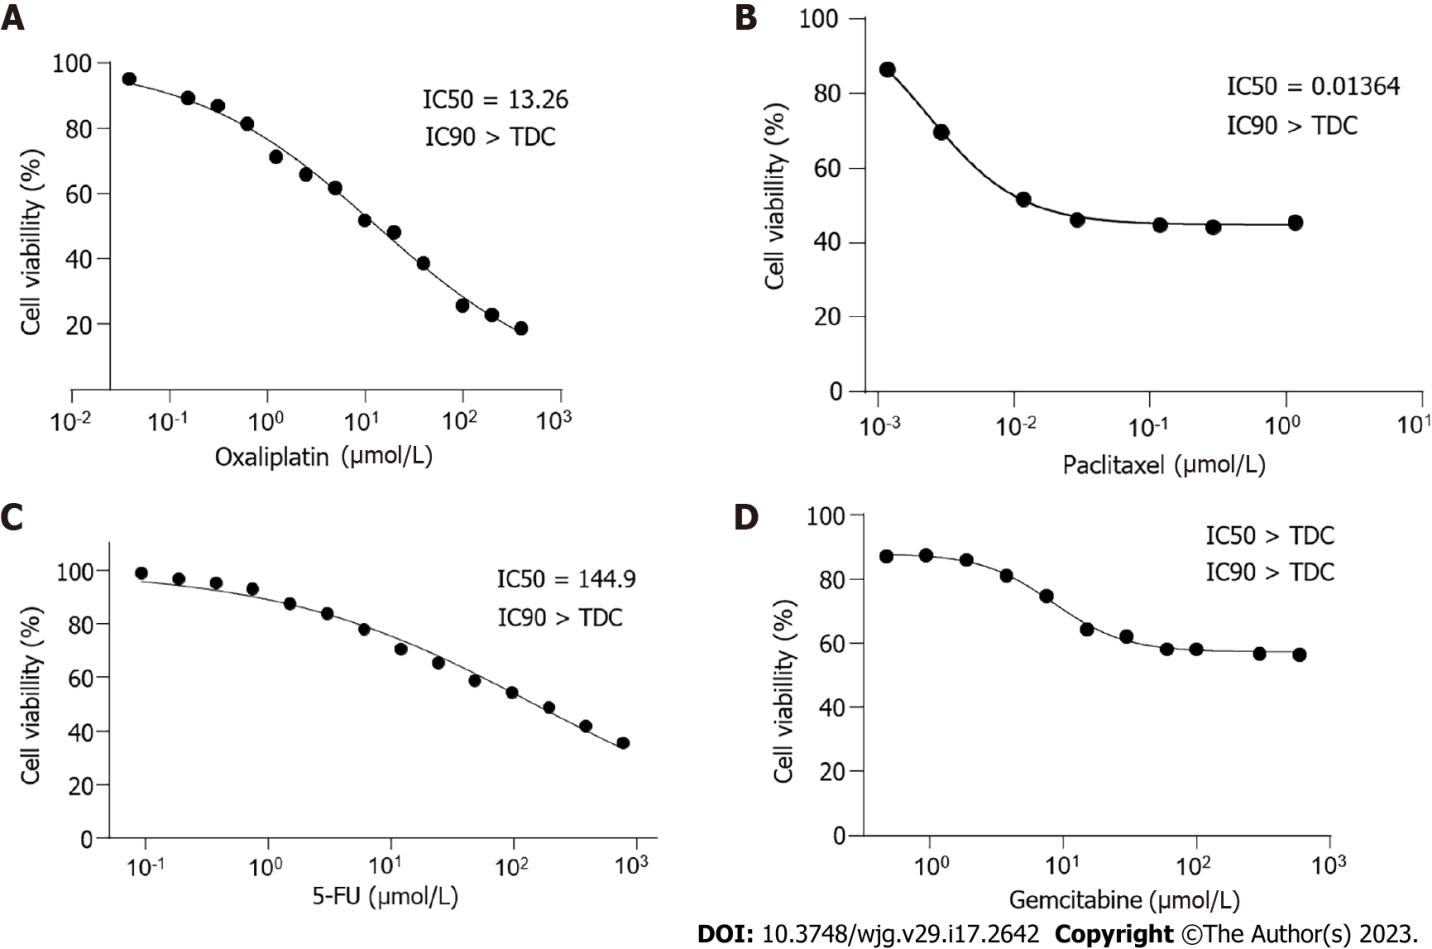 A
100
80
60
40
20
Cell viabillity (%)
IC50 = 13.26
IC90 > TDC
10-2 10-1 100 101 102 103
Oxaliplatin (µmol/L)
B
100
80
60
40
20
0
Cell viability (%)
IC50 = 0.01364
IC90 > TDC
10-3 10-2 10-1 100 101
Paclitaxel (µmol/L)
C
100
80
60
40
20
0
Cell viabillity (%)
IC50 = 144.9
IC90 > TDC
10-1 100 101 102 103
5-FU (µmol/L)
D
100
80
60
40
20
0
Cell viability (%)
IC50 > TDC
IC90 > TDC
100 101 102 103
Gemcitabine (µmol/L)
DOI: 10.3748/wjg.v29.i17.2642 Copyright ©The Author(s) 2023.